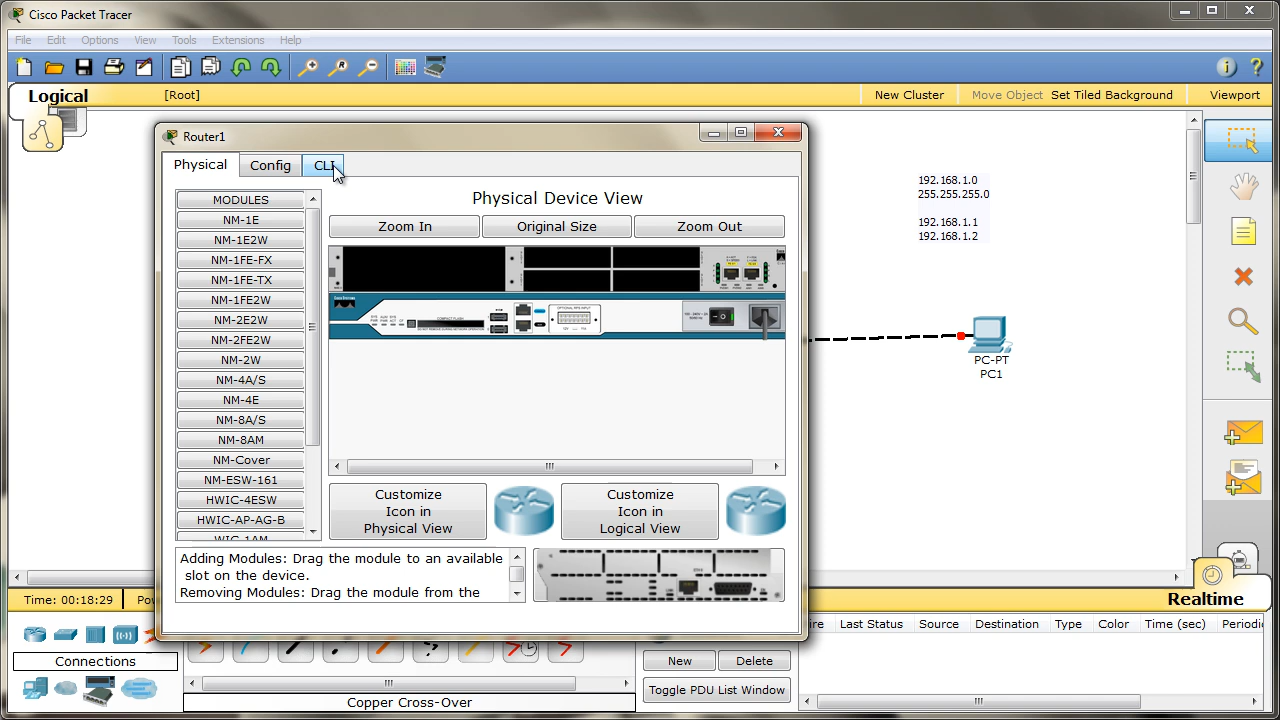 Cisco Packet Tracer
File Edit Options View Tools Extensions Help
Logical
[Root]
New Cluster
Move Object
Set Tiled Background
Viewport
Router1
Physical
Config
CLI
MODULES
NM-1E
NM-1E2W
NM-1FE-FX
NM-1FE-TX
NM-1FE2W
NM-2E2W
NM-2FE2W
NM-2W
NM-4A/S
NM-4E
NM-8A/S
NM-8AM
NM-Cover
NM-ESW-161
HWIC-4ESW
HWIC-AP-AG-B
WIC-1AM
Physical Device View
Zoom In
Original Size
Zoom Out
Customize
Icon in
Physical View
Customize
Icon in
Logical View
Adding Modules: Drag the module to an available
slot on the device.
Removing Modules: Drag the module from the
192.168.1.0
255.255.255.0
192.168.1.1
192.168.1.2
PC-PT
PC1
Time: 00:18:29
Realtime
Last Status
Source
Destination
Type
Color
Time (sec)
Connections
Copper Cross-Over
New
Delete
Toggle PDU List Window